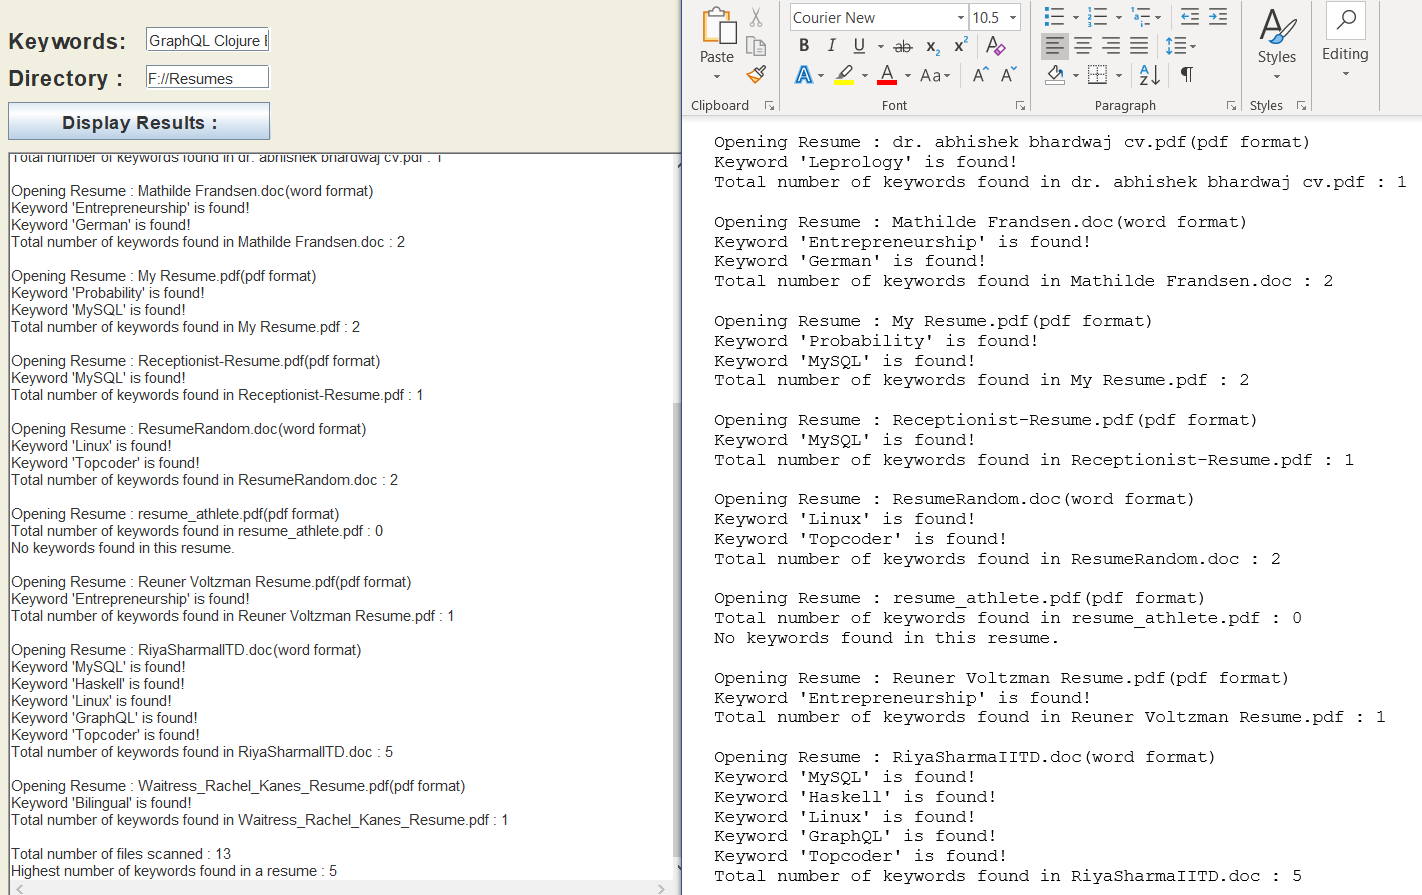 Keywords:
GraphQL Clojure
Directory :
F://Resumes
Display Results :
Total number of keywords found in dr. abhishek bhardwaj cv.pdf : 1
Opening Resume : Mathilde Frandsen.doc(word format)
Keyword 'Entrepreneurship' is found!
Keyword 'German' is found!
Total number of keywords found in Mathilde Frandsen.doc : 2
Opening Resume : My Resume.pdf(pdf format)
Keyword 'Probability' is found!
Keyword 'MySQL' is found!
Total number of keywords found in My Resume.pdf : 2
Opening Resume : Receptionist-Resume.pdf(pdf format)
Keyword 'MySQL' is found!
Total number of keywords found in Receptionist-Resume.pdf : 1
Opening Resume : ResumeRandom.doc(word format)
Keyword 'Linux' is found!
Keyword 'Topcoder' is found!
Total number of keywords found in ResumeRandom.doc : 2
Opening Resume : resume_athlete.pdf(pdf format)
Total number of keywords found in resume_athlete.pdf : 0
No keywords found in this resume.
Opening Resume : Reuner Voltzman Resume.pdf(pdf format)
Keyword 'Entrepreneurship' is found!
Total number of keywords found in Reuner Voltzman Resume.pdf : 1
Opening Resume : RiyaSharmaIITD.doc(word format)
Keyword 'MySQL' is found!
Keyword 'Haskell' is found!
Keyword 'Linux' is found!
Keyword 'GraphQL' is found!
Keyword 'Topcoder' is found!
Total number of keywords found in RiyaSharmaIITD.doc : 5
Opening Resume : Waitress_Rachel_Kanes_Resume.pdf(pdf format)
Keyword 'Bilingual' is found!
Total number of keywords found in Waitress_Rachel_Kanes_Resume.pdf : 1
Total number of files scanned : 13
Highest number of keywords found in a resume : 5
Courier New 10.5
Paste
B I U ab x₂ x² A
A A Aa A A
A Z
Styles
Editing
Clipboard
Font
Paragraph
Styles
Opening Resume : dr. abhishek bhardwaj cv.pdf(pdf format)
Keyword 'Leprology' is found!
Total number of keywords found in dr. abhishek bhardwaj cv.pdf : 1
Opening Resume : Mathilde Frandsen.doc(word format)
Keyword 'Entrepreneurship' is found!
Keyword 'German' is found!
Total number of keywords found in Mathilde Frandsen.doc : 2
Opening Resume : My Resume.pdf(pdf format)
Keyword 'Probability' is found!
Keyword 'MySQL' is found!
Total number of keywords found in My Resume.pdf : 2
Opening Resume : Receptionist-Resume.pdf(pdf format)
Keyword 'MySQL' is found!
Total number of keywords found in Receptionist-Resume.pdf : 1
Opening Resume : ResumeRandom.doc(word format)
Keyword 'Linux' is found!
Keyword 'Topcoder' is found!
Total number of keywords found in ResumeRandom.doc : 2
Opening Resume : resume_athlete.pdf(pdf format)
Total number of keywords found in resume_athlete.pdf : 0
No keywords found in this resume.
Opening Resume : Reuner Voltzman Resume.pdf(pdf format)
Keyword 'Entrepreneurship' is found!
Total number of keywords found in Reuner Voltzman Resume.pdf : 1
Opening Resume : RiyaSharmaIITD.doc(word format)
Keyword 'MySQL' is found!
Keyword 'Haskell' is found!
Keyword 'Linux' is found!
Keyword 'GraphQL' is found!
Keyword 'Topcoder' is found!
Total number of keywords found in RiyaSharmaIITD.doc : 5